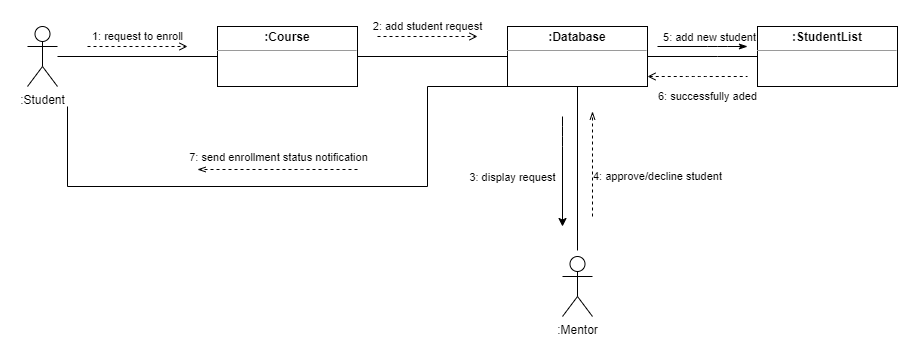 1: request to enroll
2: add student request
:Course
:Database
5: add new student
:StudentList
:Student
6: successfully aded
7: send enrollment status notification
3: display request
4: approve/decline student
:Mentor